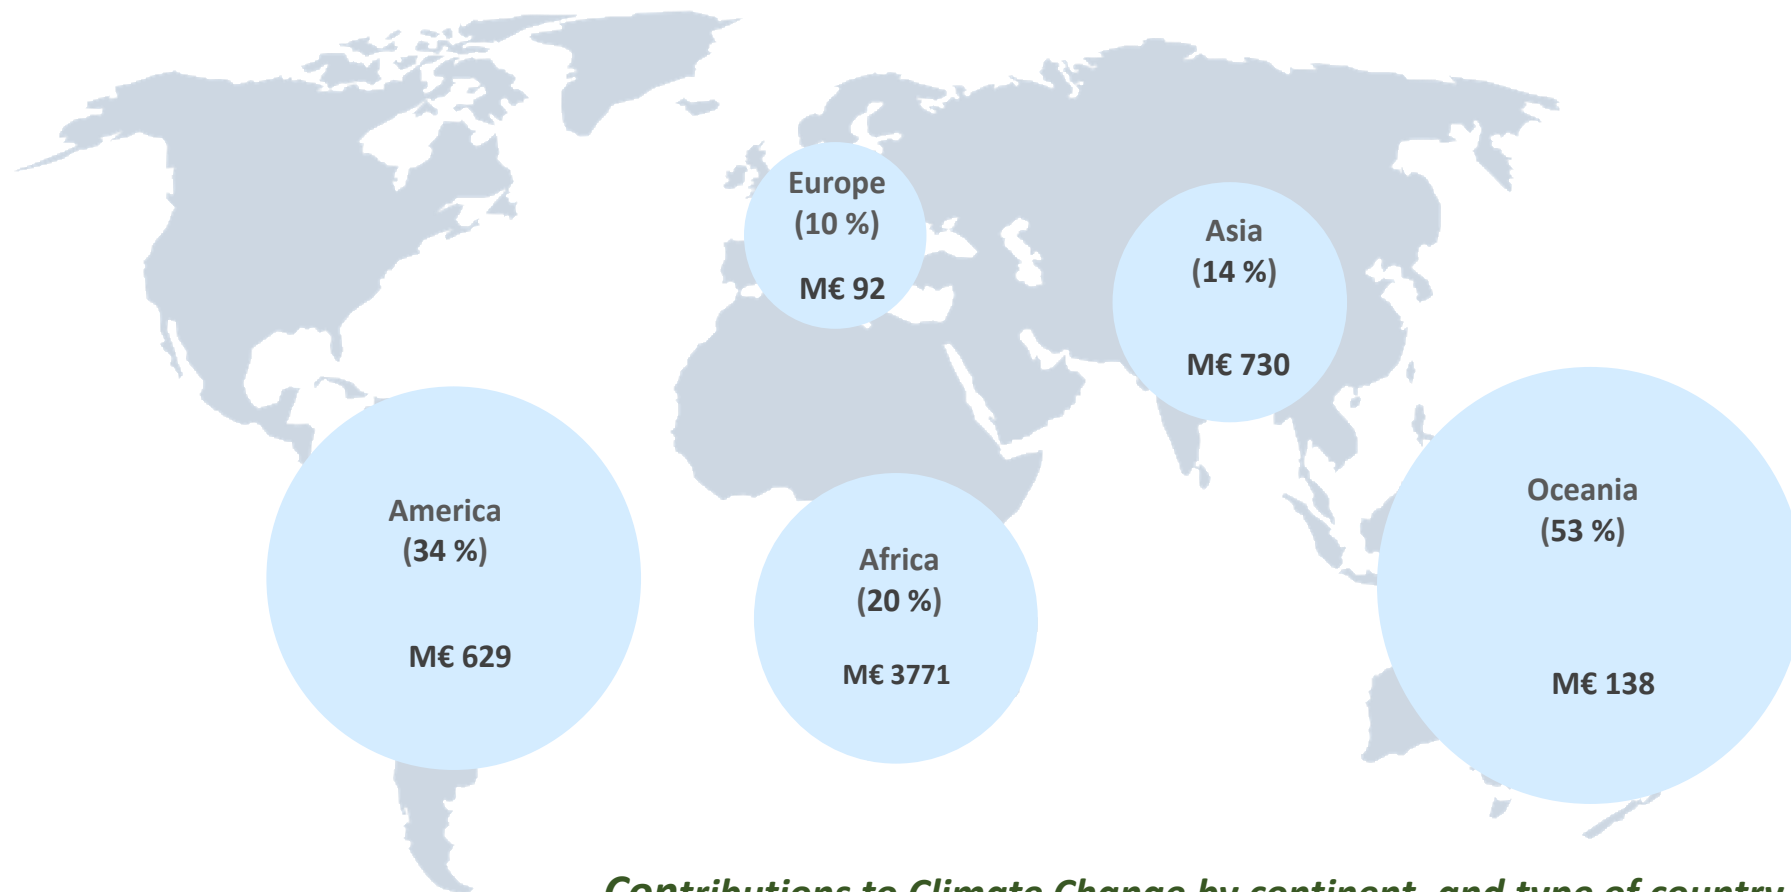 Europe
(10 %)
M€ 92
Asia
(14 %)
M€ 730
America
(34 %)
M€ 629
Africa
(20 %)
M€ 3771
Oceania
(53 %)
M€ 138
Contributions to Climate Change by continent and type of country